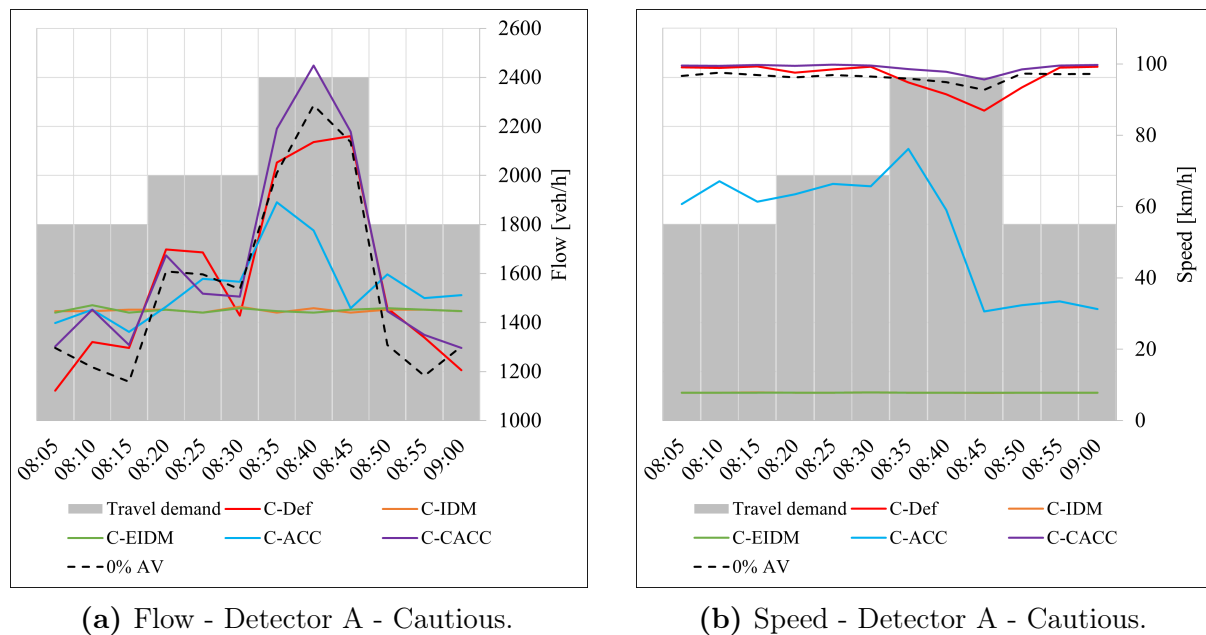 2600
2400
2200
2000
1800
1600
1400
1200
1000
Flow [veh/h]
08:05 08:10 08:15 08:20 08:25 08:30 08:35 08:40 08:45 08:50 08:55 09:00
Travel demand C-Def C-IDM
C-EIDM C-ACC C-CACC
0% AV
(a) Flow - Detector A - Cautious.
100
80
60
40
20
0
Speed [km/h]
08:05 08:10 08:15 08:20 08:25 08:30 08:35 08:40 08:45 08:50 08:55 09:00
Travel demand C-Def C-IDM
C-EIDM C-ACC C-CACC
0% AV
(b) Speed - Detector A - Cautious.